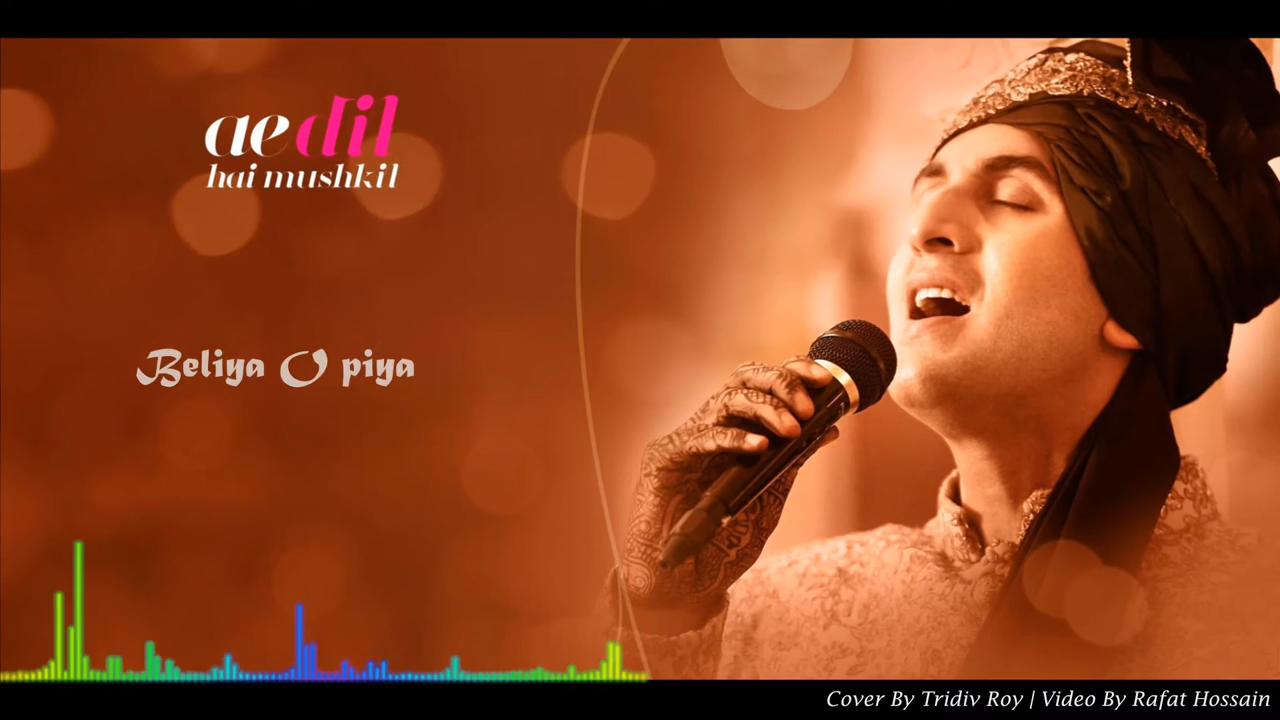 ae dil
hai mushkil
Beliya O piya
Cover By Tridiv Roy | Video By Rafat Hossain